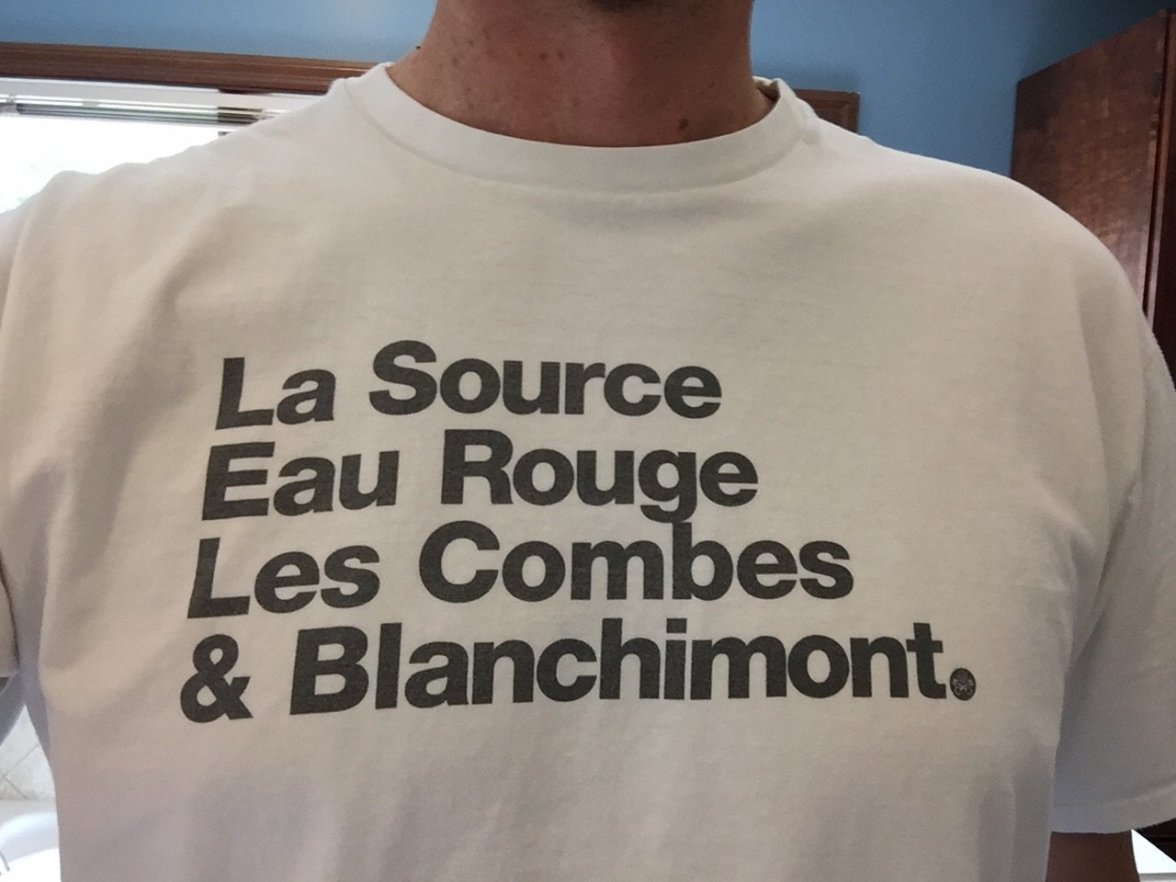 La Source
Eau Rouge
Les Combes
& Blanchimont.